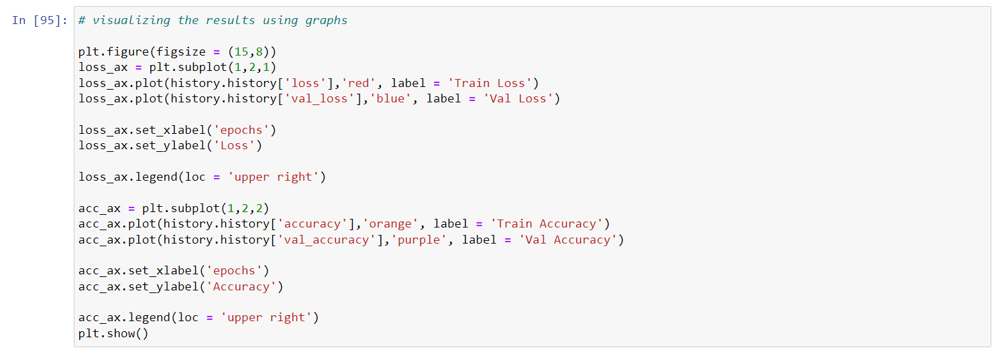 In [95]: # visualizing the results using graphs
plt.figure(figsize = (15,8))
loss_ax = plt.subplot(1,2,1)
loss_ax.plot(history.history['loss'],'red', label = 'Train Loss')
loss_ax.plot(history.history['val_loss'],'blue', label = 'Val Loss')
loss_ax.set_xlabel('epochs')
loss_ax.set_ylabel('Loss')
loss_ax.legend(loc = 'upper right')
acc_ax = plt.subplot(1,2,2)
acc_ax.plot(history.history['accuracy'],'orange', label = 'Train Accuracy')
acc_ax.plot(history.history['val_accuracy'],'purple', label = 'Val Accuracy')
acc_ax.set_xlabel('epochs')
acc_ax.set_ylabel('Accuracy')
acc_ax.legend(loc = 'upper right')
plt.show()